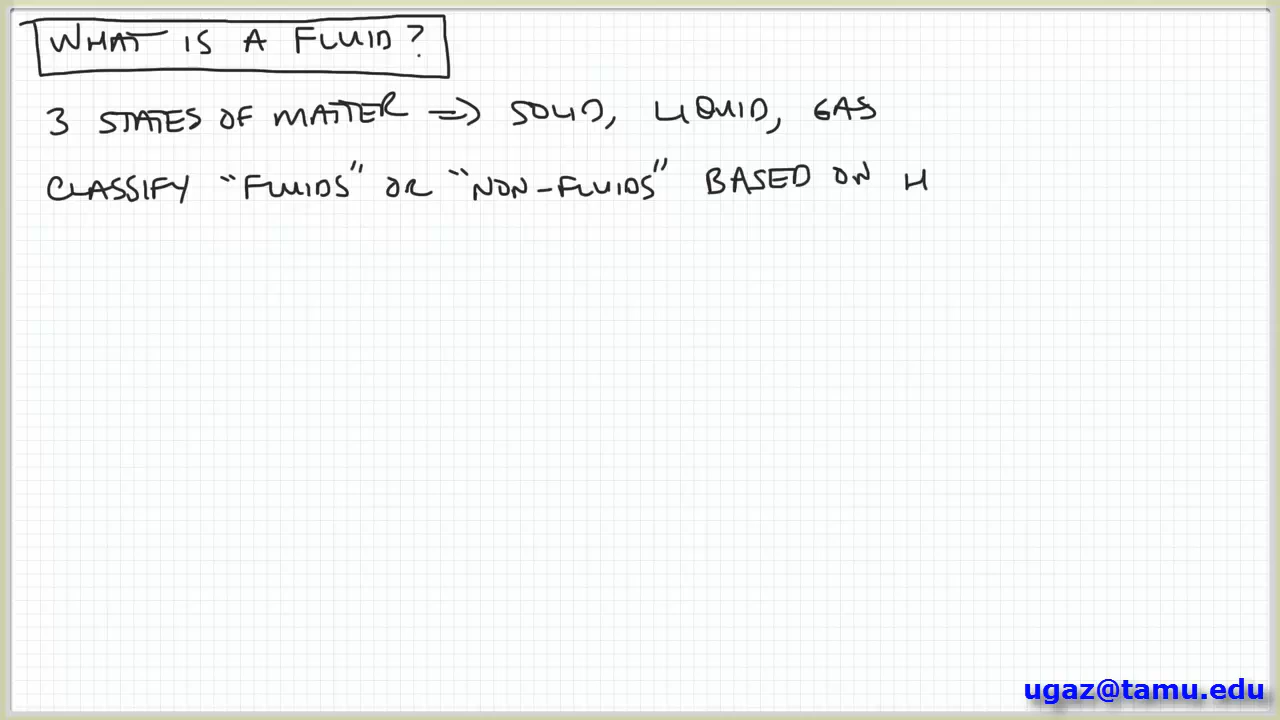 WHAT IS A FLUID?
3 STATES OF MATTER ⇒ SOLID, LIQUID, GAS
CLASSIFY “FLUIDS” OR “NON-FLUIDS” BASED ON H
ugaz@tamu.edu